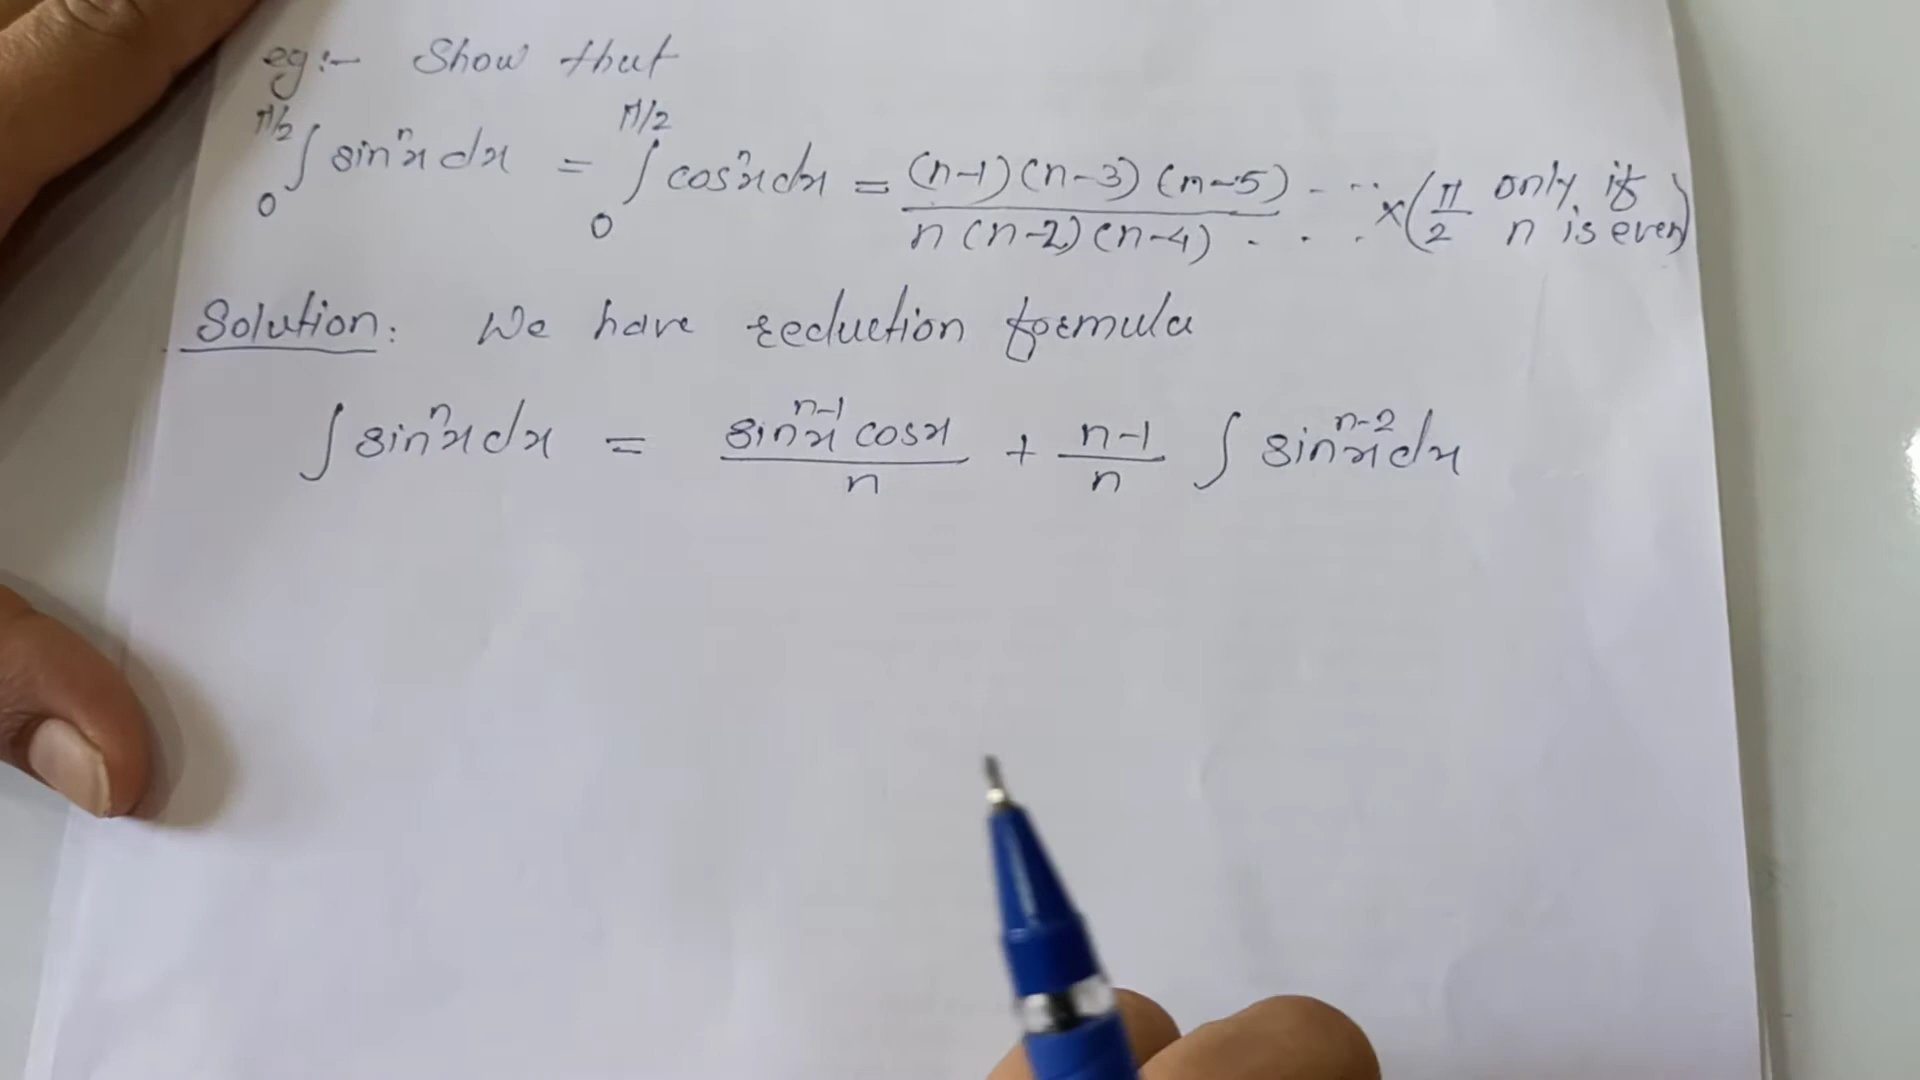 eg:- Show that
π/2∫0 sinⁿx dx = π/2∫0 cosⁿx dx = (n-1)(n-3)(n-5) - - .. / n(n-2)(n-4) . . . × (π/2 only if n is even)
Solution: We have reduction formula
∫ sinⁿx dx = sinⁿ⁻¹x cosx / n + n-1 / n ∫ sinⁿ⁻²x dx